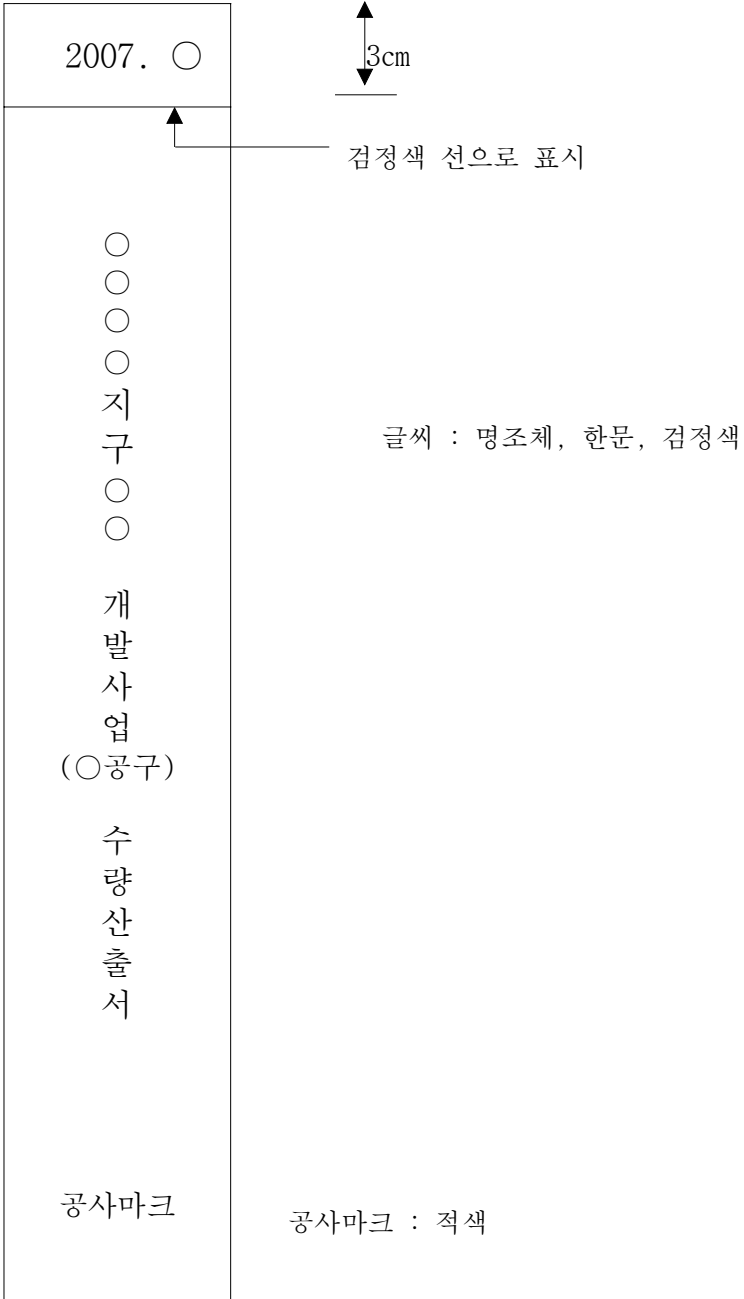 2007. ○
3cm
검정색 선으로 표시
○
○
○
○
지
구
○
○
개
발
사
업
(○공구)
수
량
산
출
서
글씨 : 명조체, 한문, 검정색
공사마크
공사마크 : 적색